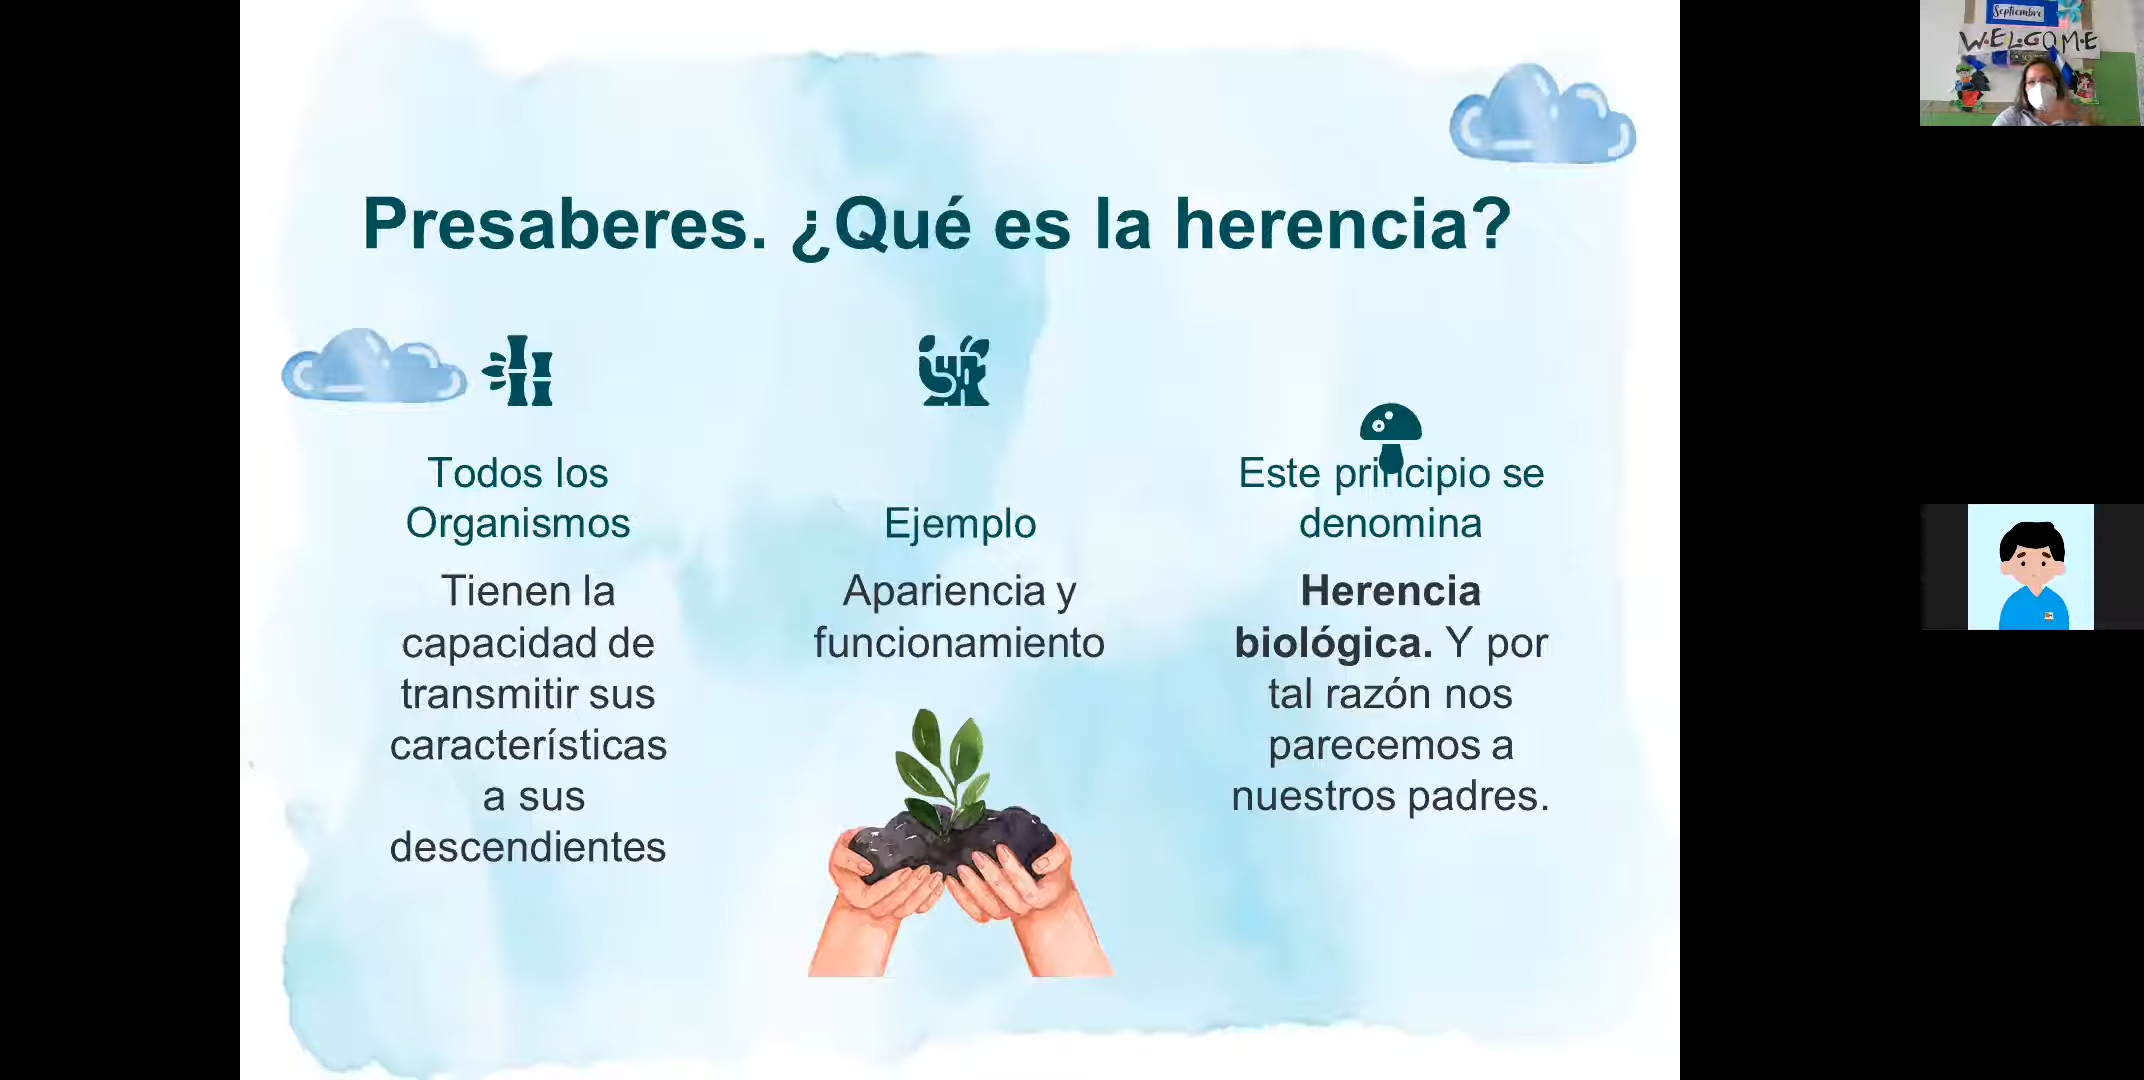 Presaberes. ¿Qué es la herencia?
Todos los
Organismos
Tienen la
capacidad de
transmitir sus
características
a sus
descendientes
Ejemplo
Apariencia y
funcionamiento
Este principio se
denomina
Herencia
biológica. Y por
tal razón nos
parecemos a
nuestros padres.
Septiembre
WELCOME